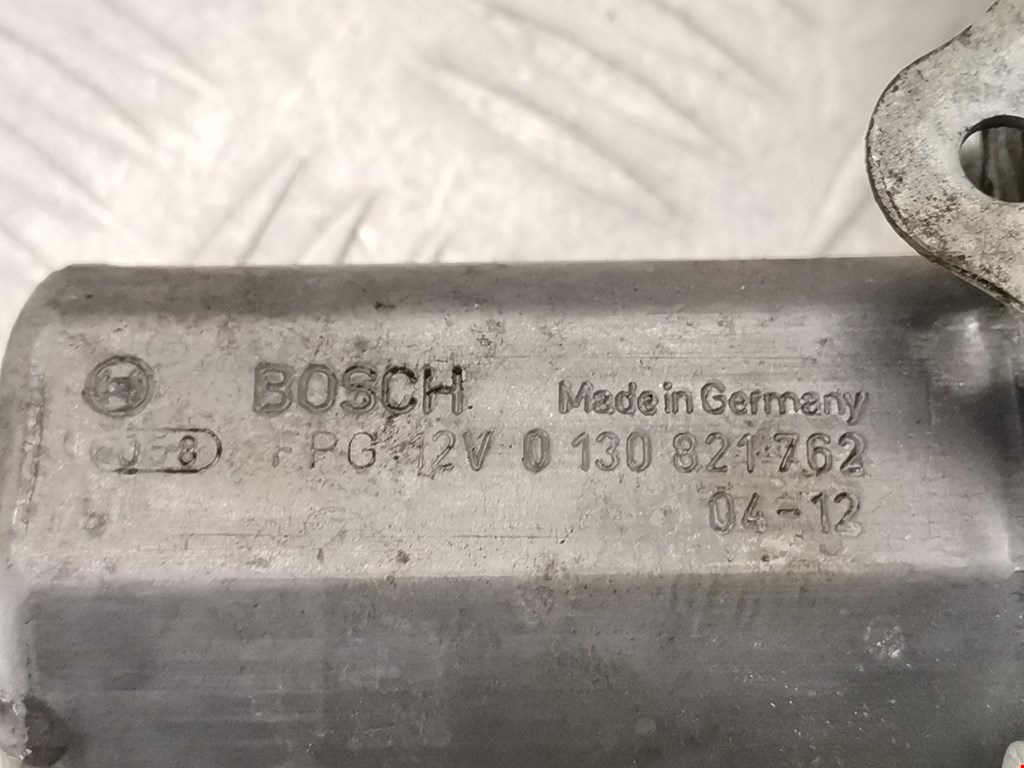 BOSCH Made in Germany
FPG 12V 0 130 821 762
04-12